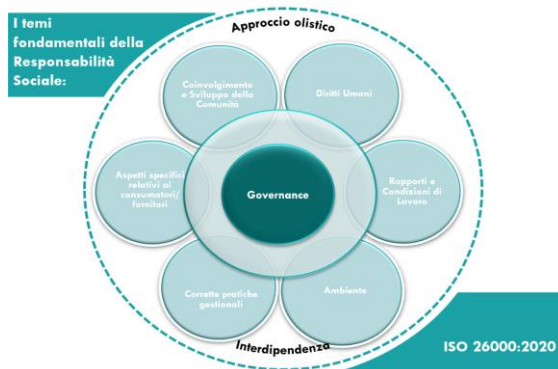 I temi
fondamentali della
Responsabilità
Sociale:
Approccio olistico
Coinvolgimento
e Sviluppo della
Comunità
Diritti Umani
Aspetti specifici
relativi ai
consumatori/
fornitori
Governance
Rapporti e
Condizioni di
Lavoro
Corrette pratiche
gestionali
Ambiente
Interdipendenza
ISO 26000:2020